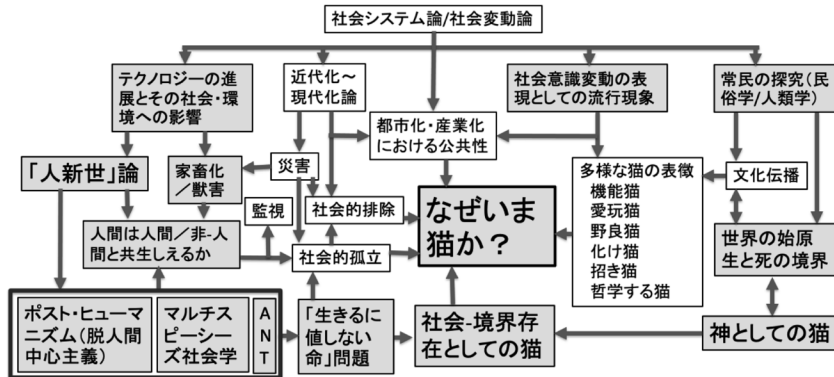 社会システム論/社会変動論
テクノロジーの進
展とその社会・環
境への影響
近代化～
現代化論
社会意識変動の表
現としての流行現象
常民の探究(民
俗学/人類学)
都市化・産業化
における公共性
「人新世」論
家畜化
／獣害
災害
多様な猫の表徴
機能猫
愛玩猫
野良猫
化け猫
招き猫
哲学する猫
文化伝播
監視
社会的排除
なぜいま
猫か？
人間は人間／非-人
間と共生しえるか
社会的孤立
世界の始原
生と死の境界
ポスト・ヒューマ
ニズム(脱人間
中心主義)
マルチス
ピーシー
ズ社会学
A
N
T
「生きるに
値しない
命」問題
社会-境界存
在としての猫
神としての猫